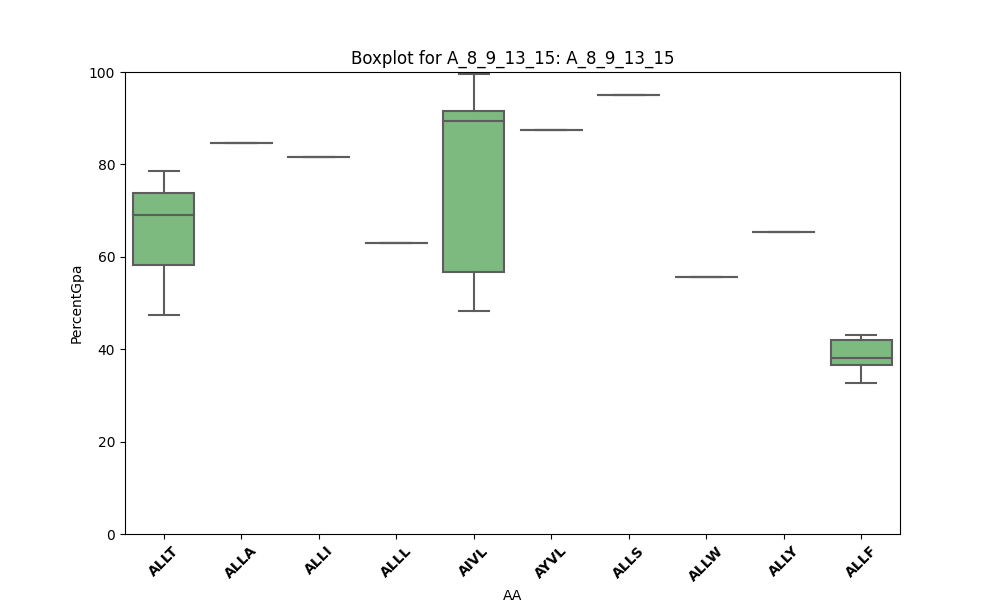 Boxplot for A_8_9_13_15: A_8_9_13_15
100
80
60
40
20
0
PercentGpa
ALLT ALLA ALLI ALLL AIVL AYVL ALLS ALLW ALLY ALLF
AA